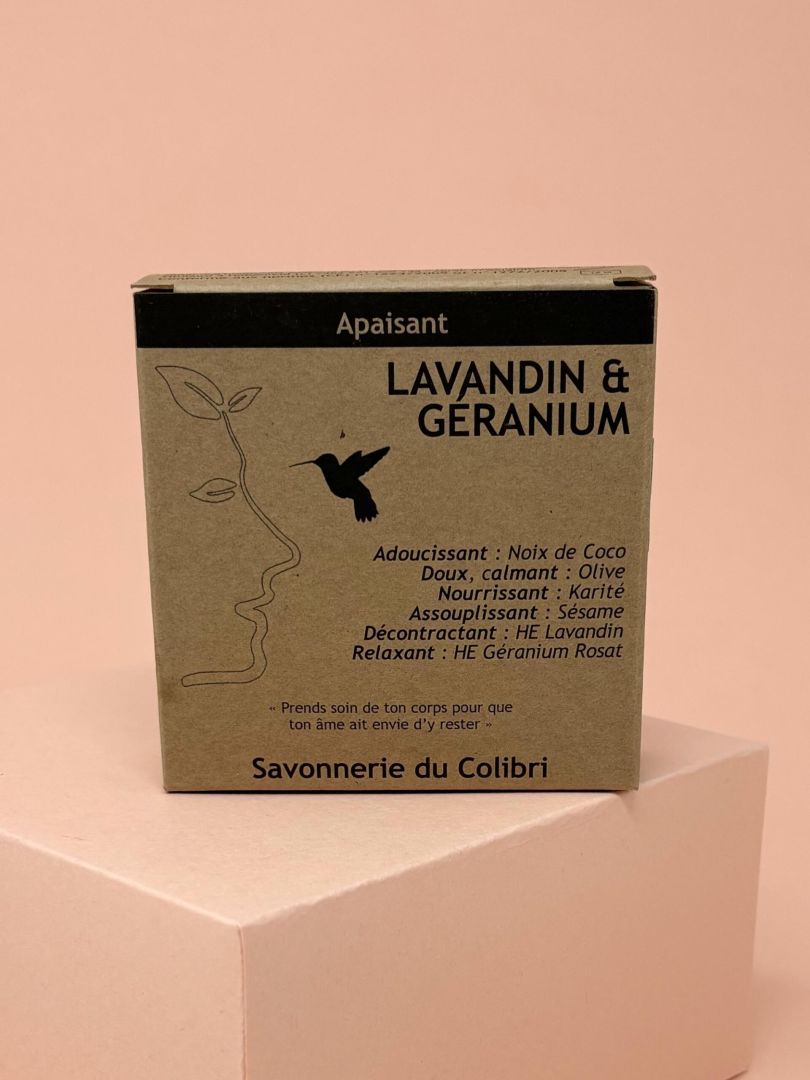 Apaisant
LAVANDIN &
GÉRANIUM
Adoucissant : Noix de Coco
Doux, calmant : Olive
Nourrissant : Karité
Assouplissant : Sésame
Décontractant : HE Lavandin
Relaxant : HE Géranium Rosat
« Prends soin de ton corps pour que
ton âme ait envie d'y rester »
Savonnerie du Colibri